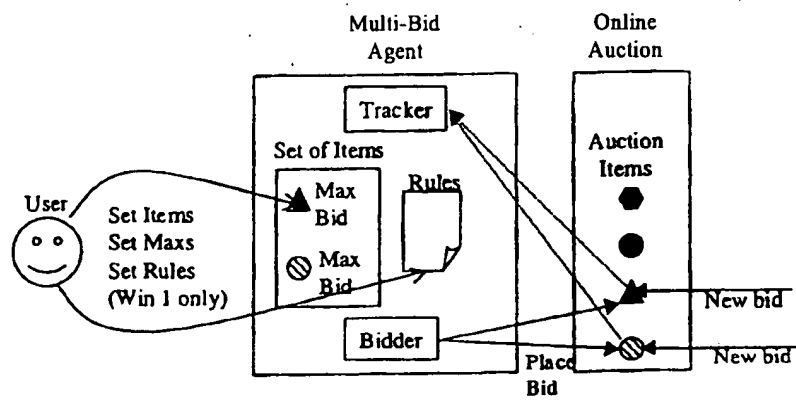 Multi-Bid
Agent
Online
Auction
Tracker
Auction
Items
Set of Items
User
Set Items
Set Maxs
Set Rules
(Win 1 only)
Max
Bid
Max
Bid
Rules
Bidder
Place
Bid
New bid
New bid